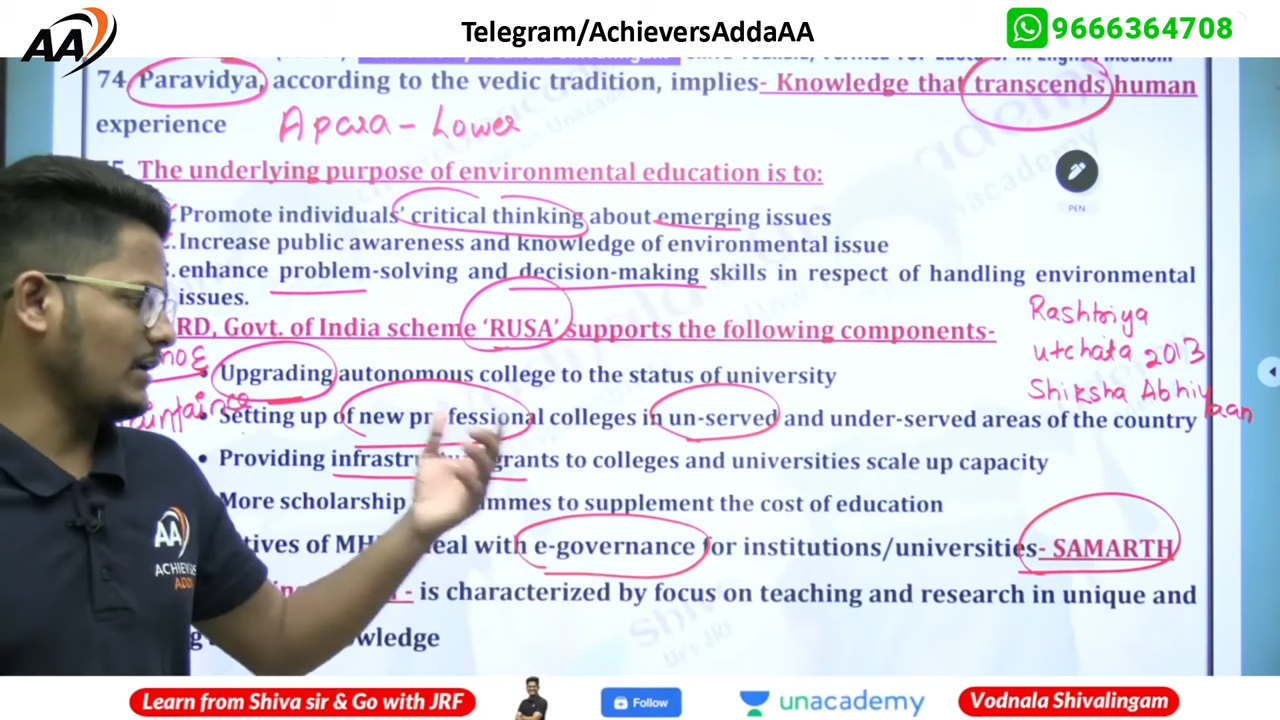 AA
Telegram/AchieversAddaAA
9666364708
74. Paravidya, according to the vedic tradition, implies- Knowledge that transcends human
experience
Apara - Lower
The underlying purpose of environmental education is to:
PEN
Promote individuals' critical thinking about emerging issues
Increase public awareness and knowledge of environmental issue
enhance problem-solving and decision-making skills in respect of handling environmental
issues.
RD, Govt. of India scheme 'RUSA' supports the following components-
Rashtriya
utchata 2013
Shiksha Abhiyaan
• Upgrading autonomous college to the status of university
• Setting up of new professional colleges in un-served and under-served areas of the country
• Providing grants to colleges and universities scale up capacity
More scholarship to supplement the cost of education
with e-governance for institutions/universities- SAMARTH
- is characterized by focus on teaching and research in unique and
AA
ACHIEVERS
ADDA
Learn from Shiva sir & Go with JRF
Follow
unacademy
Vodnala Shivalingam